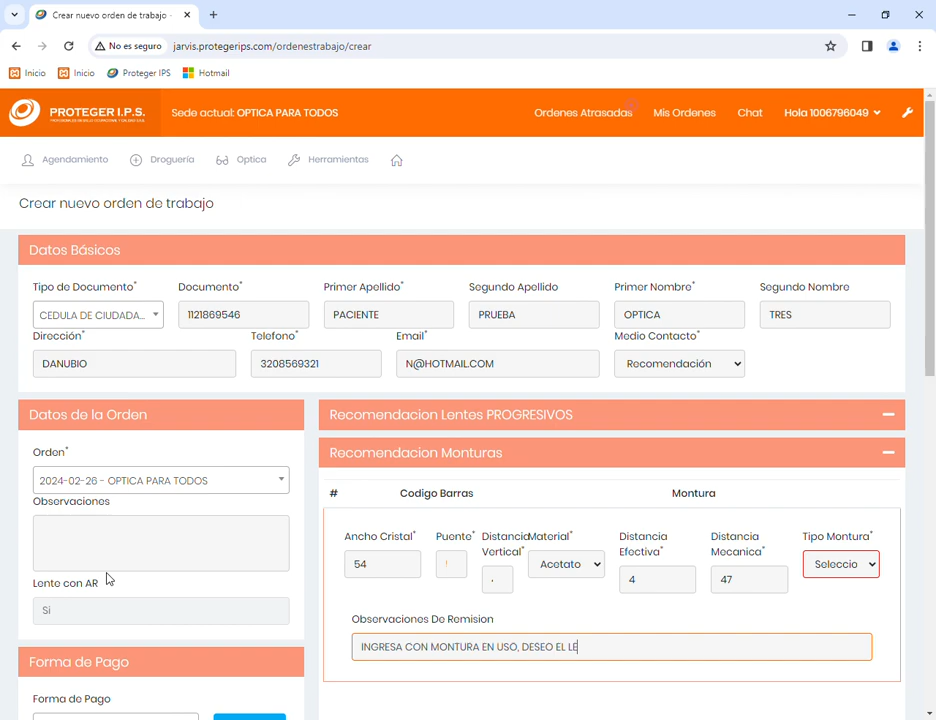 Crear nuevo orden de trabajo -
No es seguro
jarvis.protegerips.com/ordenestrabajo/crear
Inicio
Inicio
Proteger IPS
Hotmail
PROTEGER I.P.S.
Sede actual: OPTICA PARA TODOS
Ordenes Atrasadas
Mis Ordenes
Chat
Hola 1006796049
Agendamiento
Droguería
Optica
Herramientas
Crear nuevo orden de trabajo
Datos Básicos
Tipo de Documento* Documento* Primer Apellido* Segundo Apellido Primer Nombre* Segundo Nombre
CEDULA DE CIUDADA... 1121869546 PACIENTE PRUEBA OPTICA TRES
Dirección* Telefono* Email* Medio Contacto*
DANUBIO 3208569321 N@HOTMAIL.COM Recomendación
Datos de la Orden
Orden*
2024-02-26 - OPTICA PARA TODOS
Observaciones
Lente con AR
Si
Forma de Pago
Forma de Pago
Recomendacion Lentes PROGRESIVOS
Recomendacion Monturas
# Codigo Barras Montura
Ancho Cristal* Puente* Distancia Vertical* Material* Distancia Efectiva* Distancia Mecanica* Tipo Montura*
54 Acetato 4 47 Seleccio
Observaciones De Remision
INGRESA CON MONTURA EN USO, DESEO EL LE